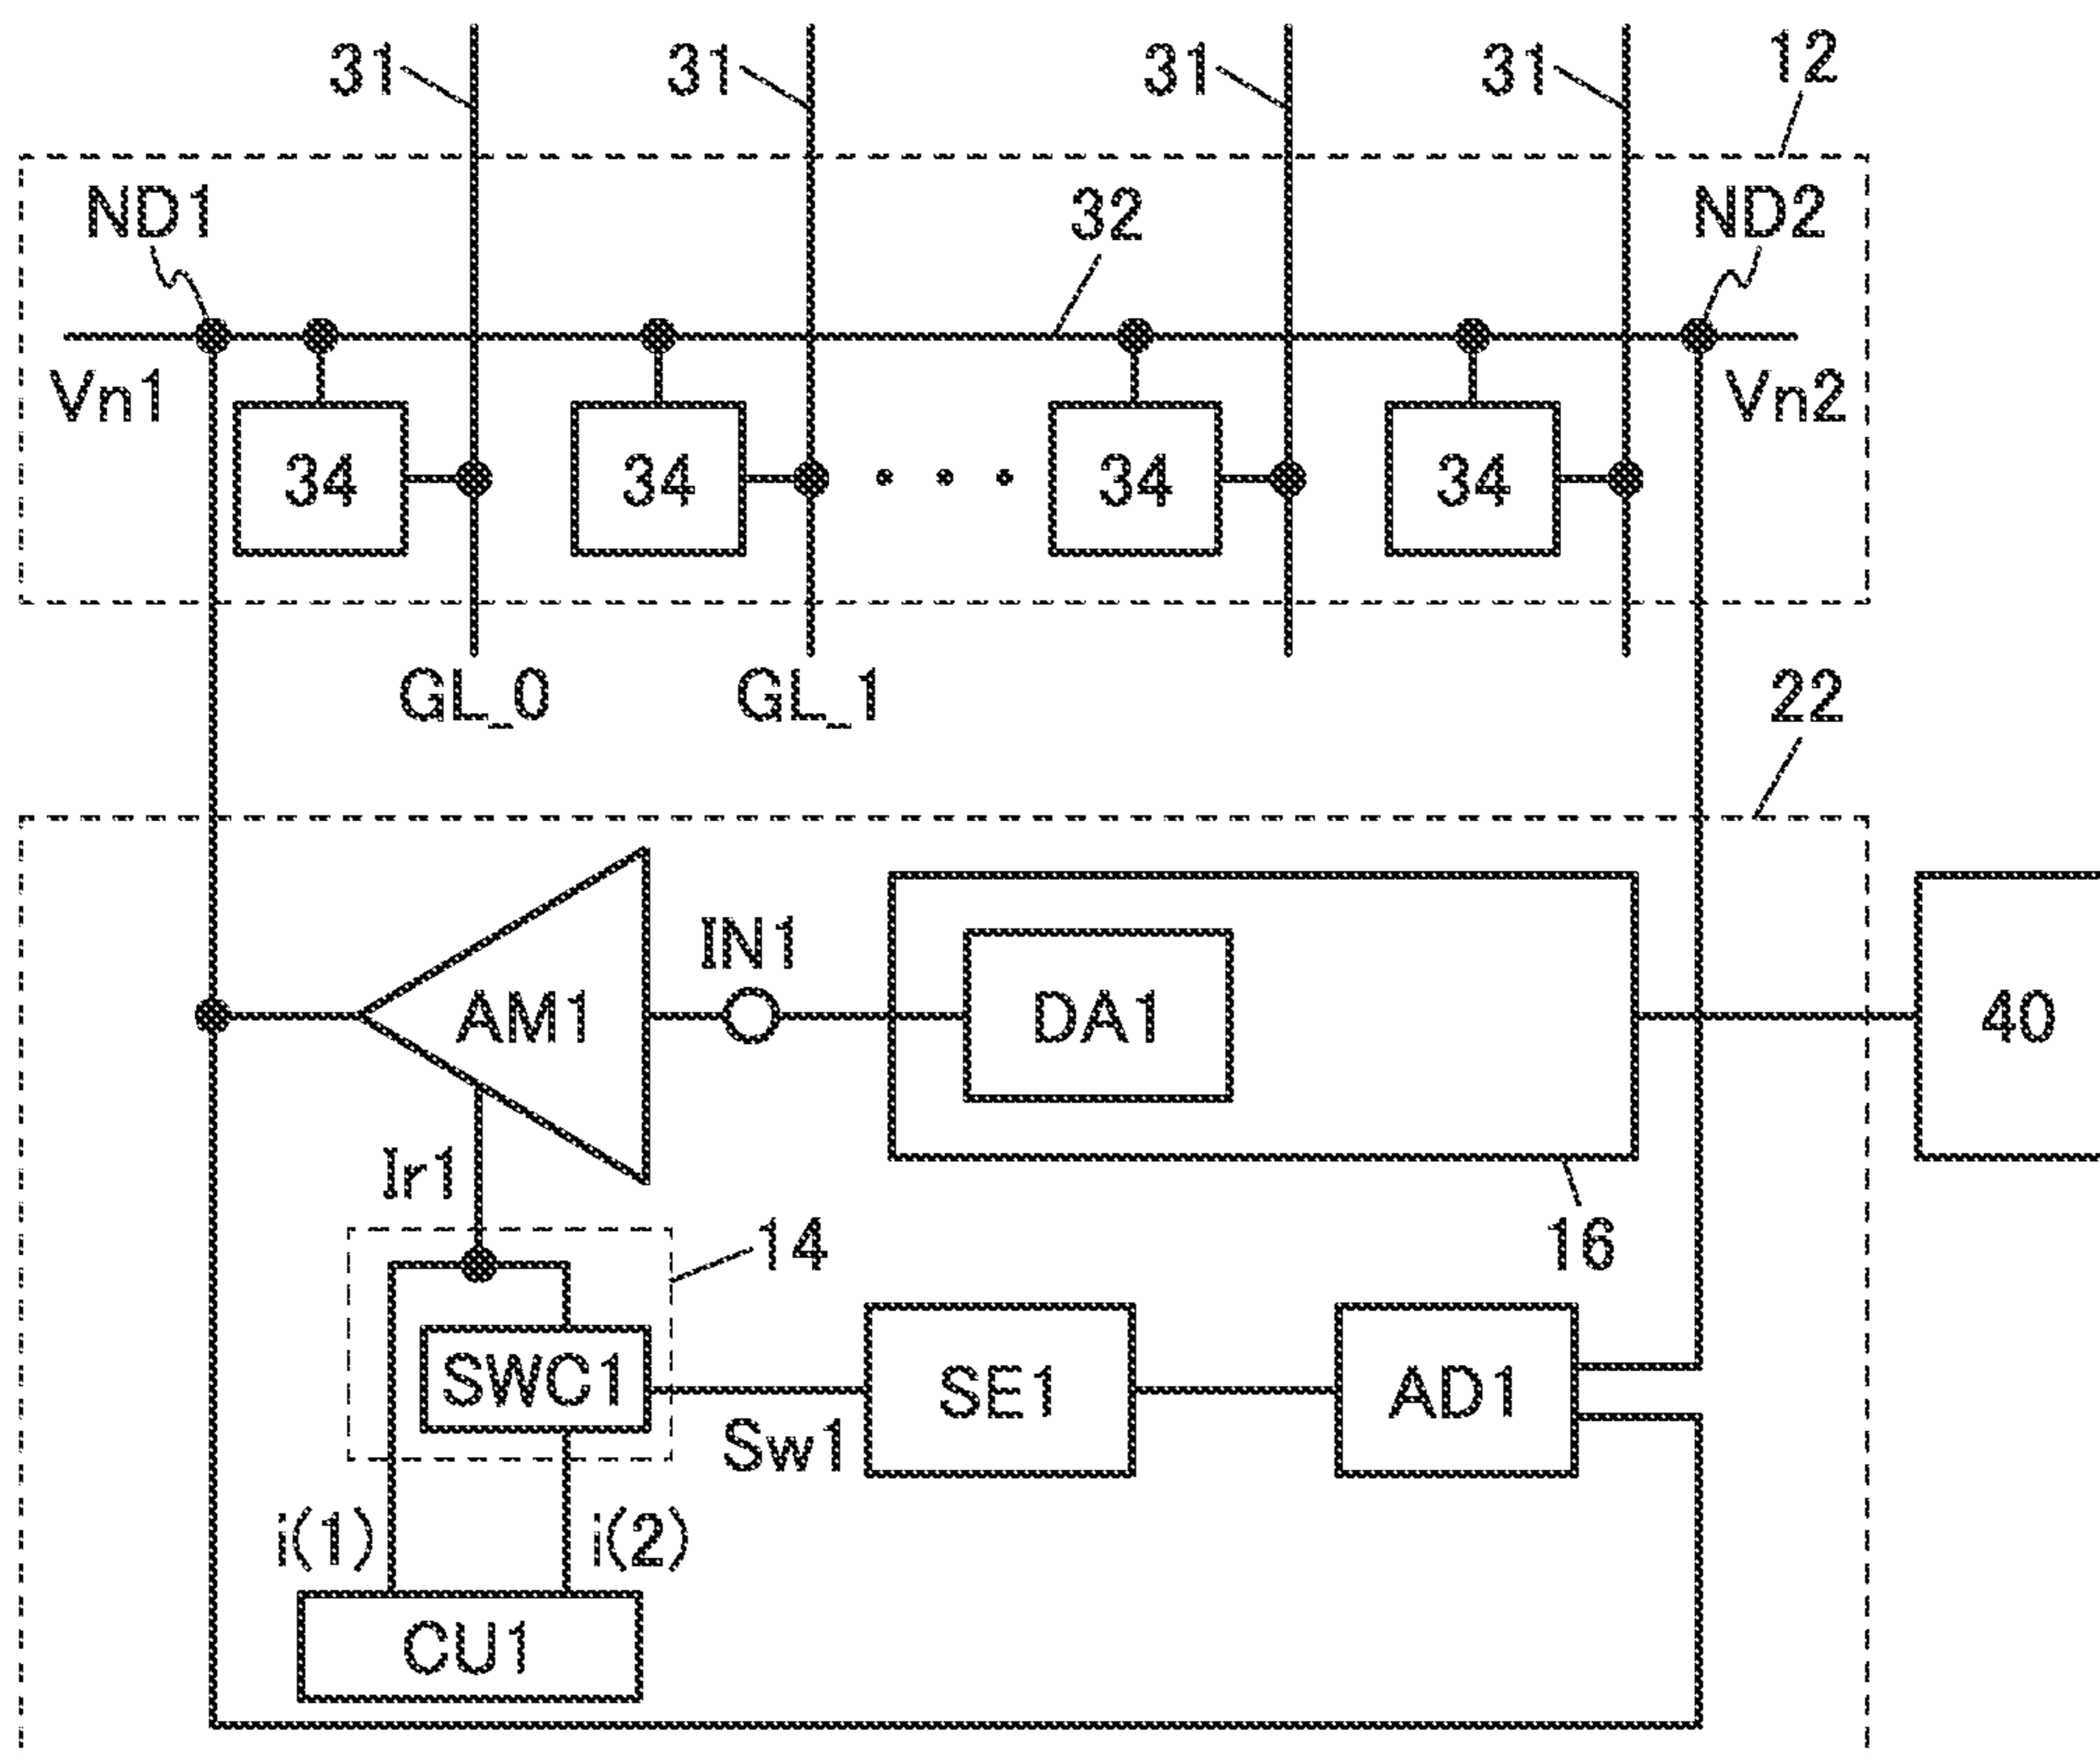 31 31 31 31 12
ND1 32 ND2
Vn1 Vn2
34 34 34 34
GL_0 GL_1
22
IN1
AM1 DA1 40
Ir1
14 16
SWC1 SE1 AD1
Sw1
i(1) i(2)
CU1